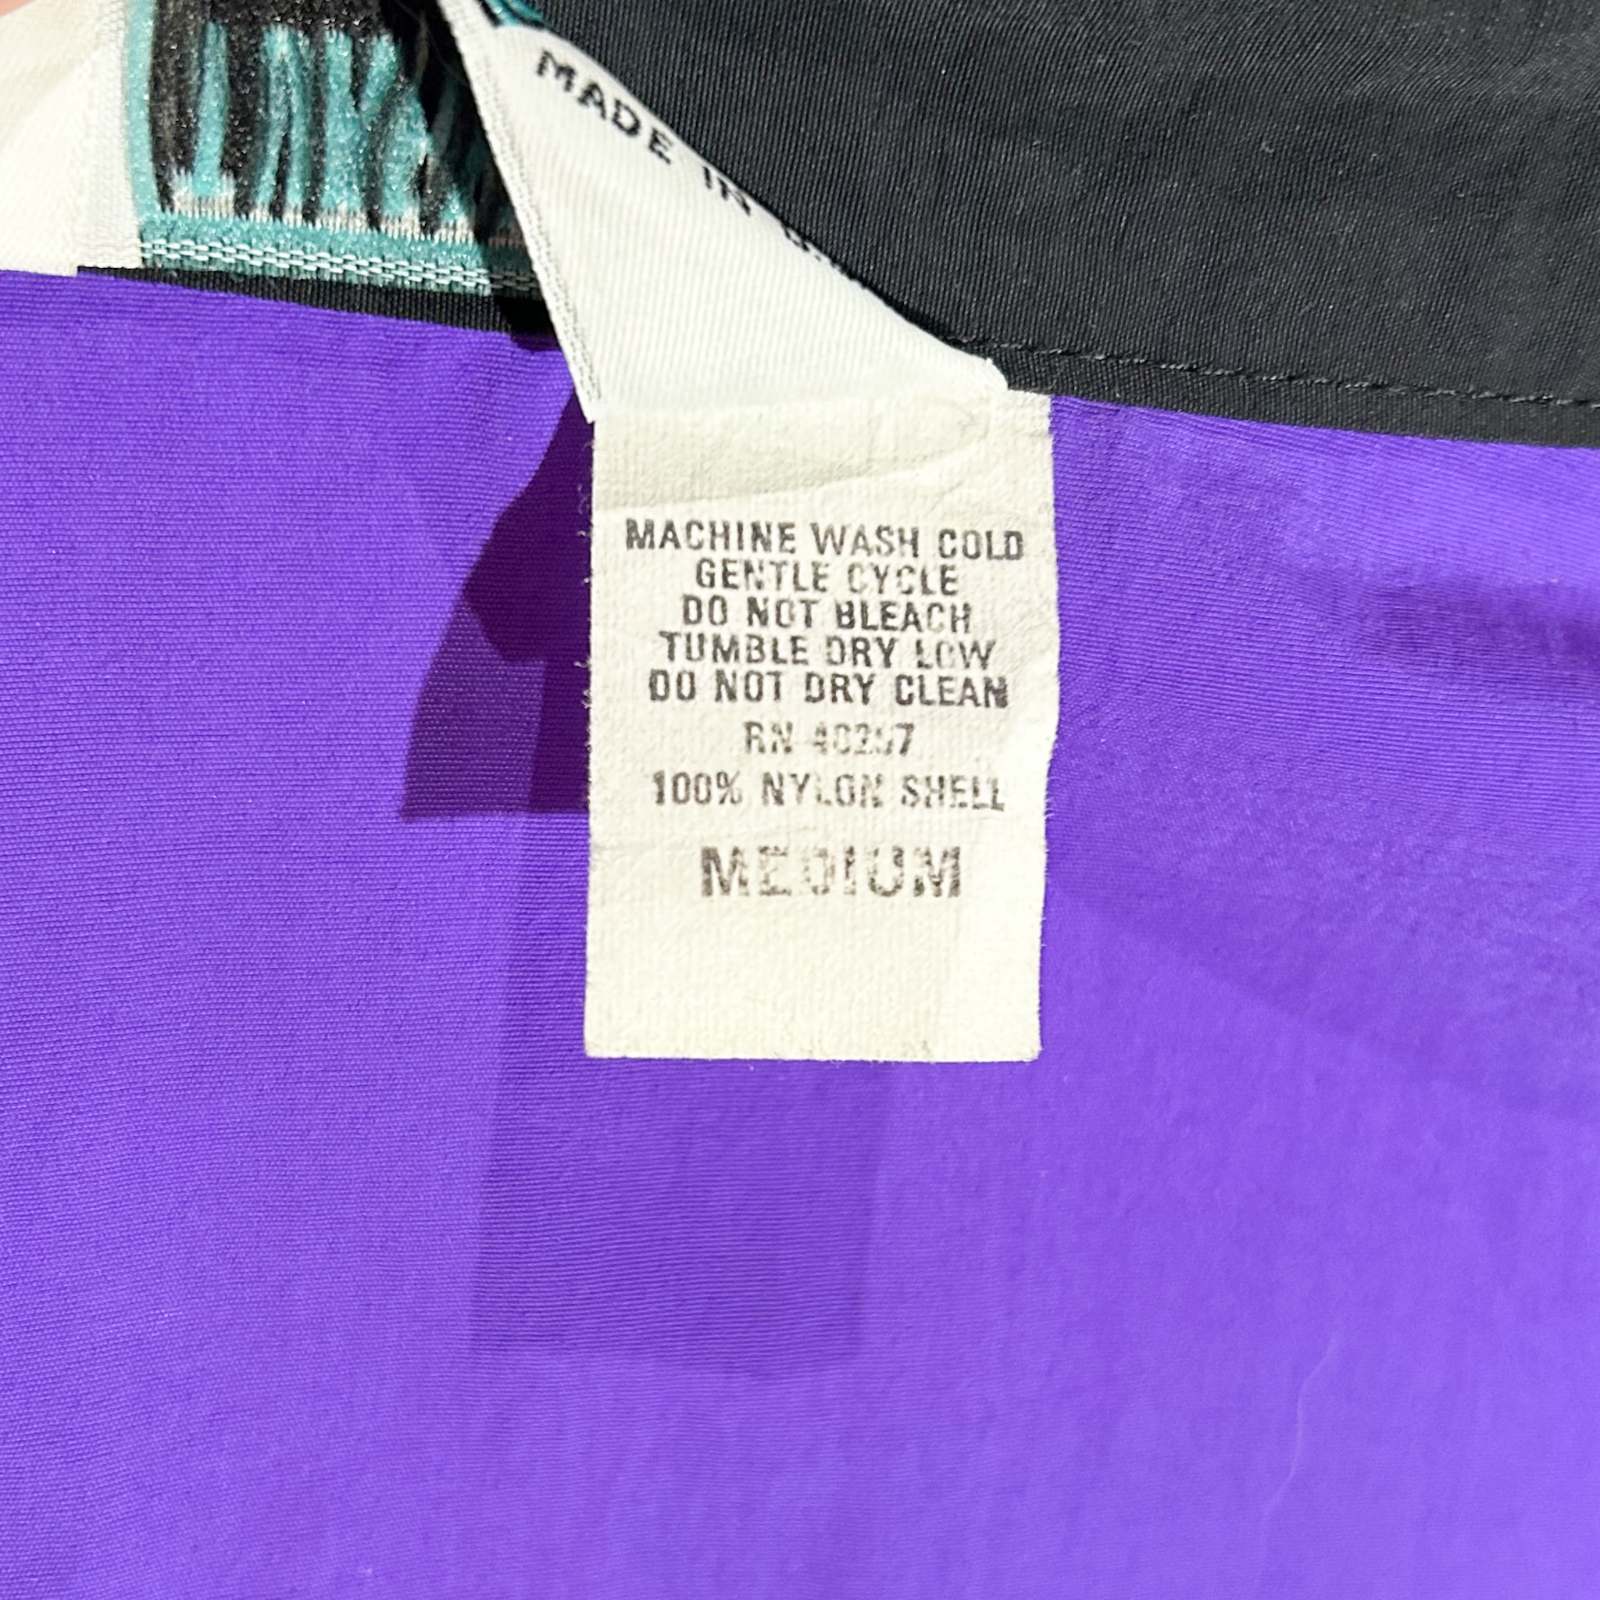 MADE IN
MACHINE WASH COLD
GENTLE CYCLE
DO NOT BLEACH
TUMBLE DRY LOW
DO NOT DRY CLEAN
RN
100% NYLON SHELL
MEDIUM